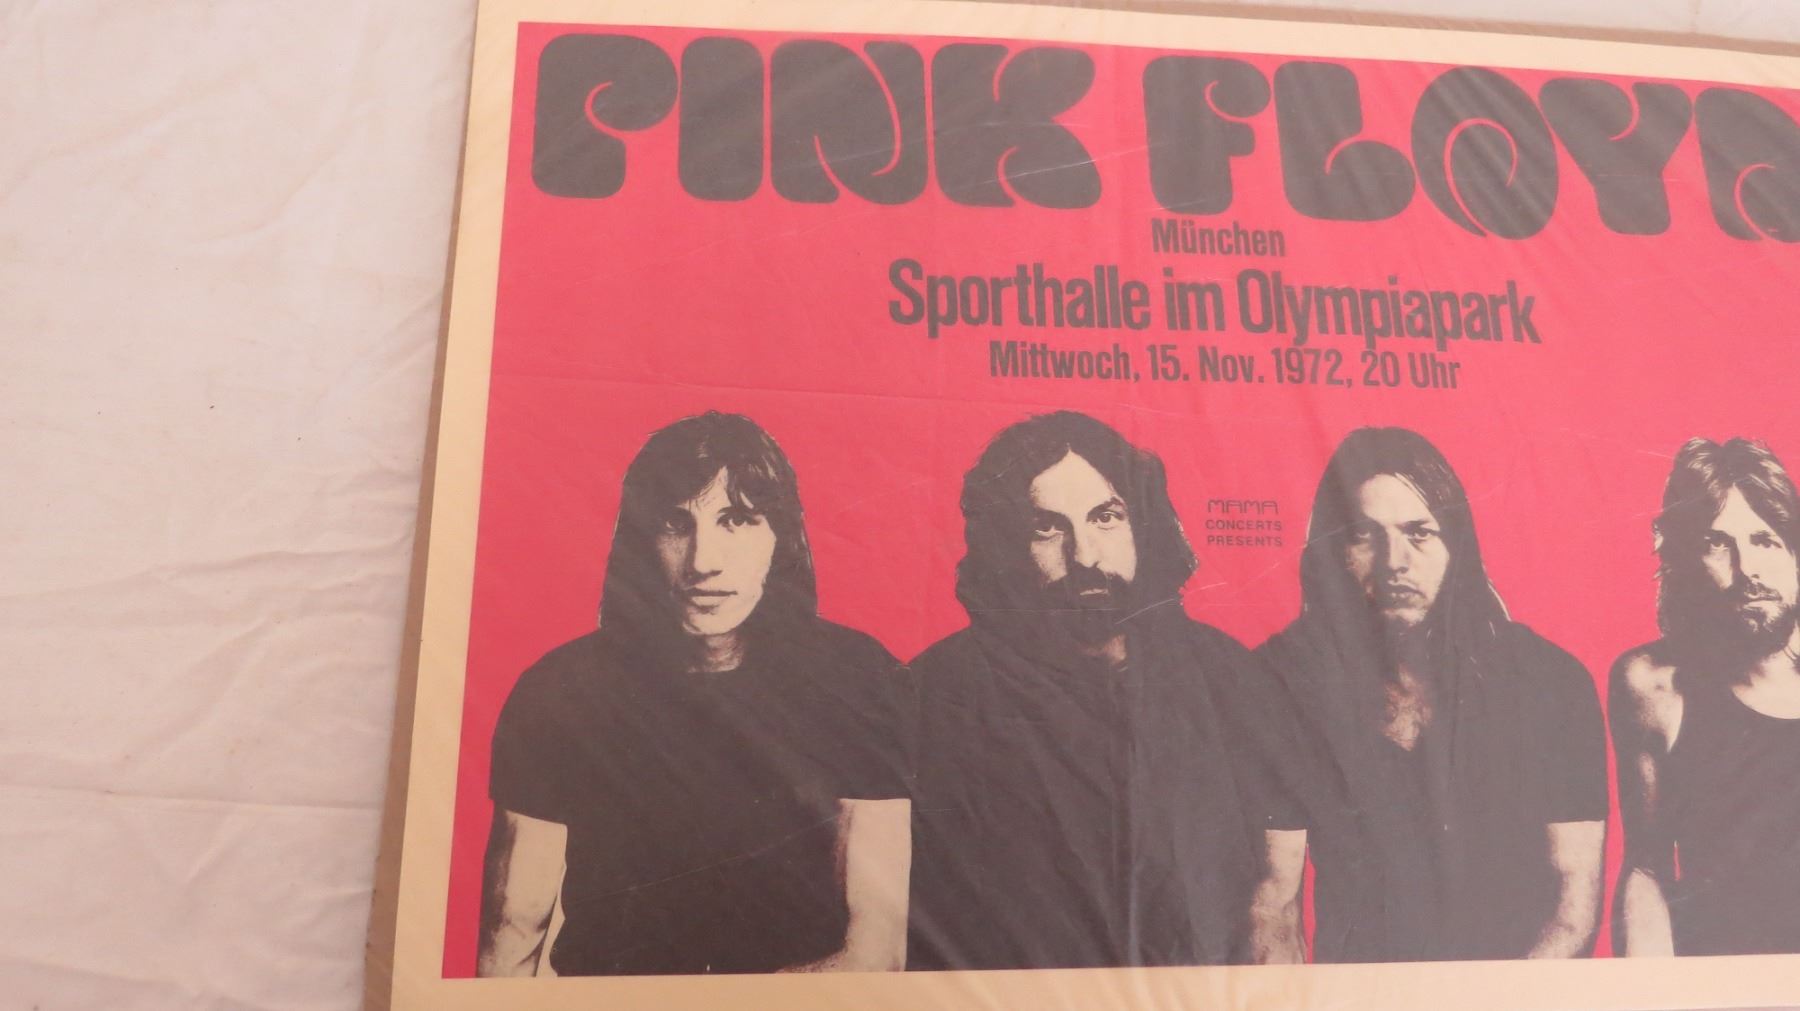 PINK FLOYD
München
Sporthalle im Olympiapark
Mittwoch, 15. Nov. 1972, 20 Uhr
MAMA
CONCERTS
PRESENTS